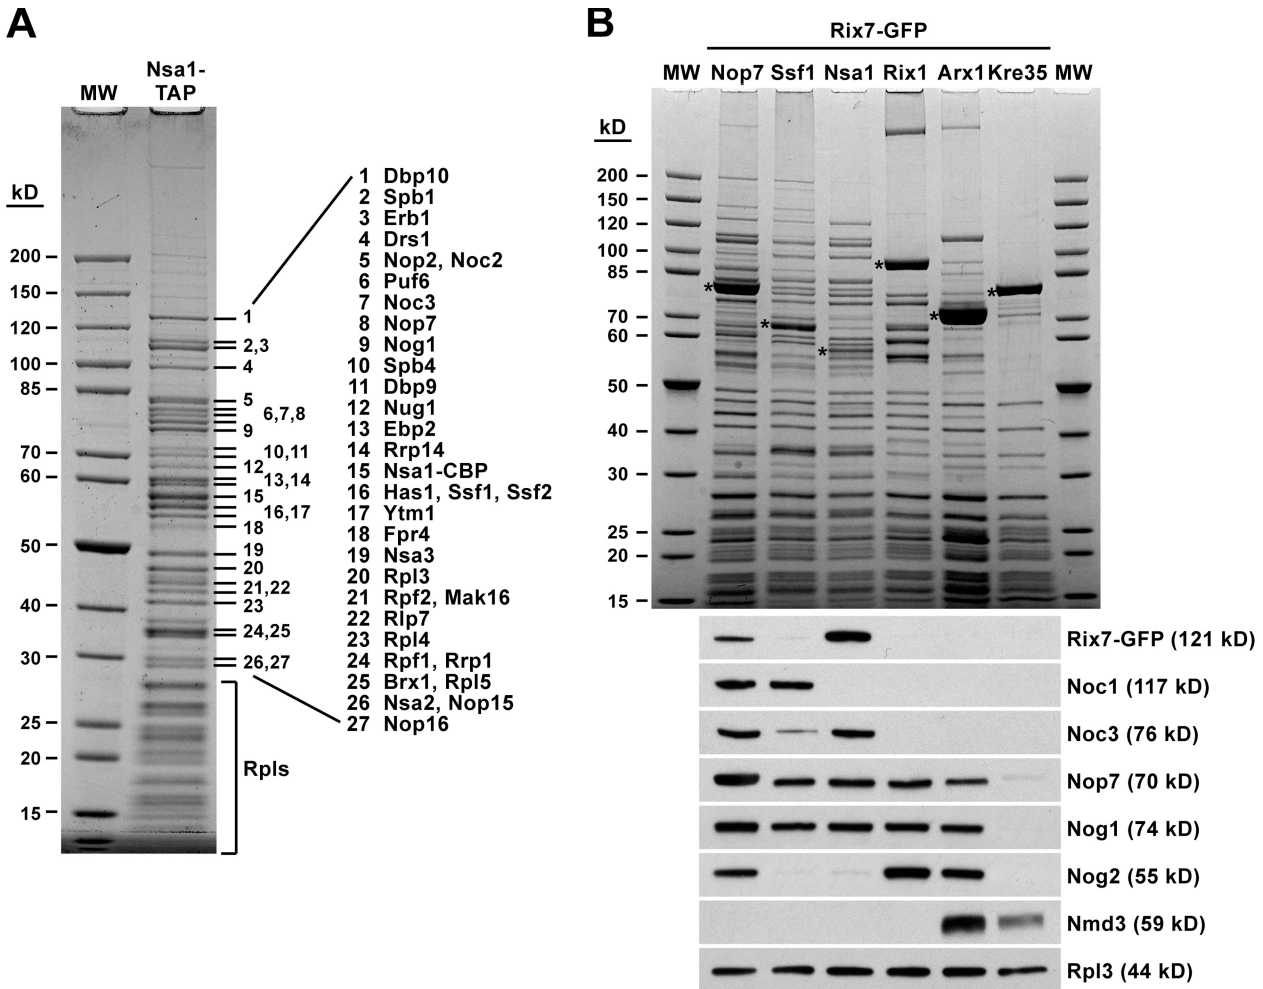 A
Nsa1-
TAP
MW
kD
200
150
120
100
85
70
60
50
40
30
25
20
15
1
2,3
4
5
6,7,8
9
10,11
12
13,14
15
16,17
18
19
20
21,22
23
24,25
26,27
Rpls
1 Dbp10
2 Spb1
3 Erb1
4 Drs1
5 Nop2, Noc2
6 Puf6
7 Noc3
8 Nop7
9 Nog1
10 Spb4
11 Dbp9
12 Nug1
13 Ebp2
14 Rrp14
15 Nsa1-CBP
16 Has1, Ssf1, Ssf2
17 Ytm1
18 Fpr4
19 Nsa3
20 Rpl3
21 Rpf2, Mak16
22 Rlp7
23 Rpl4
24 Rpf1, Rrp1
25 Brx1, Rpl5
26 Nsa2, Nop15
27 Nop16
B
Rix7-GFP
MW Nop7 Ssf1 Nsa1 Rix1 Arx1 Kre35 MW
kD
200
150
120
100
85
70
60
50
40
30
25
20
15
*
*
*
*
*
*
Rix7-GFP (121 kD)
Noc1 (117 kD)
Noc3 (76 kD)
Nop7 (70 kD)
Nog1 (74 kD)
Nog2 (55 kD)
Nmd3 (59 kD)
Rpl3 (44 kD)